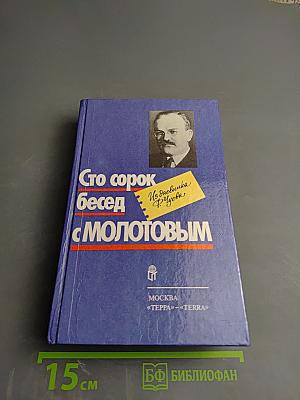 Сто сорок
бесед
Из дневника
Ф. Чуева
с МОЛОТОВЫМ
МОСКВА
«ТЕРРА»–«TERRA»
15 см
БФ БИБЛИОФАН